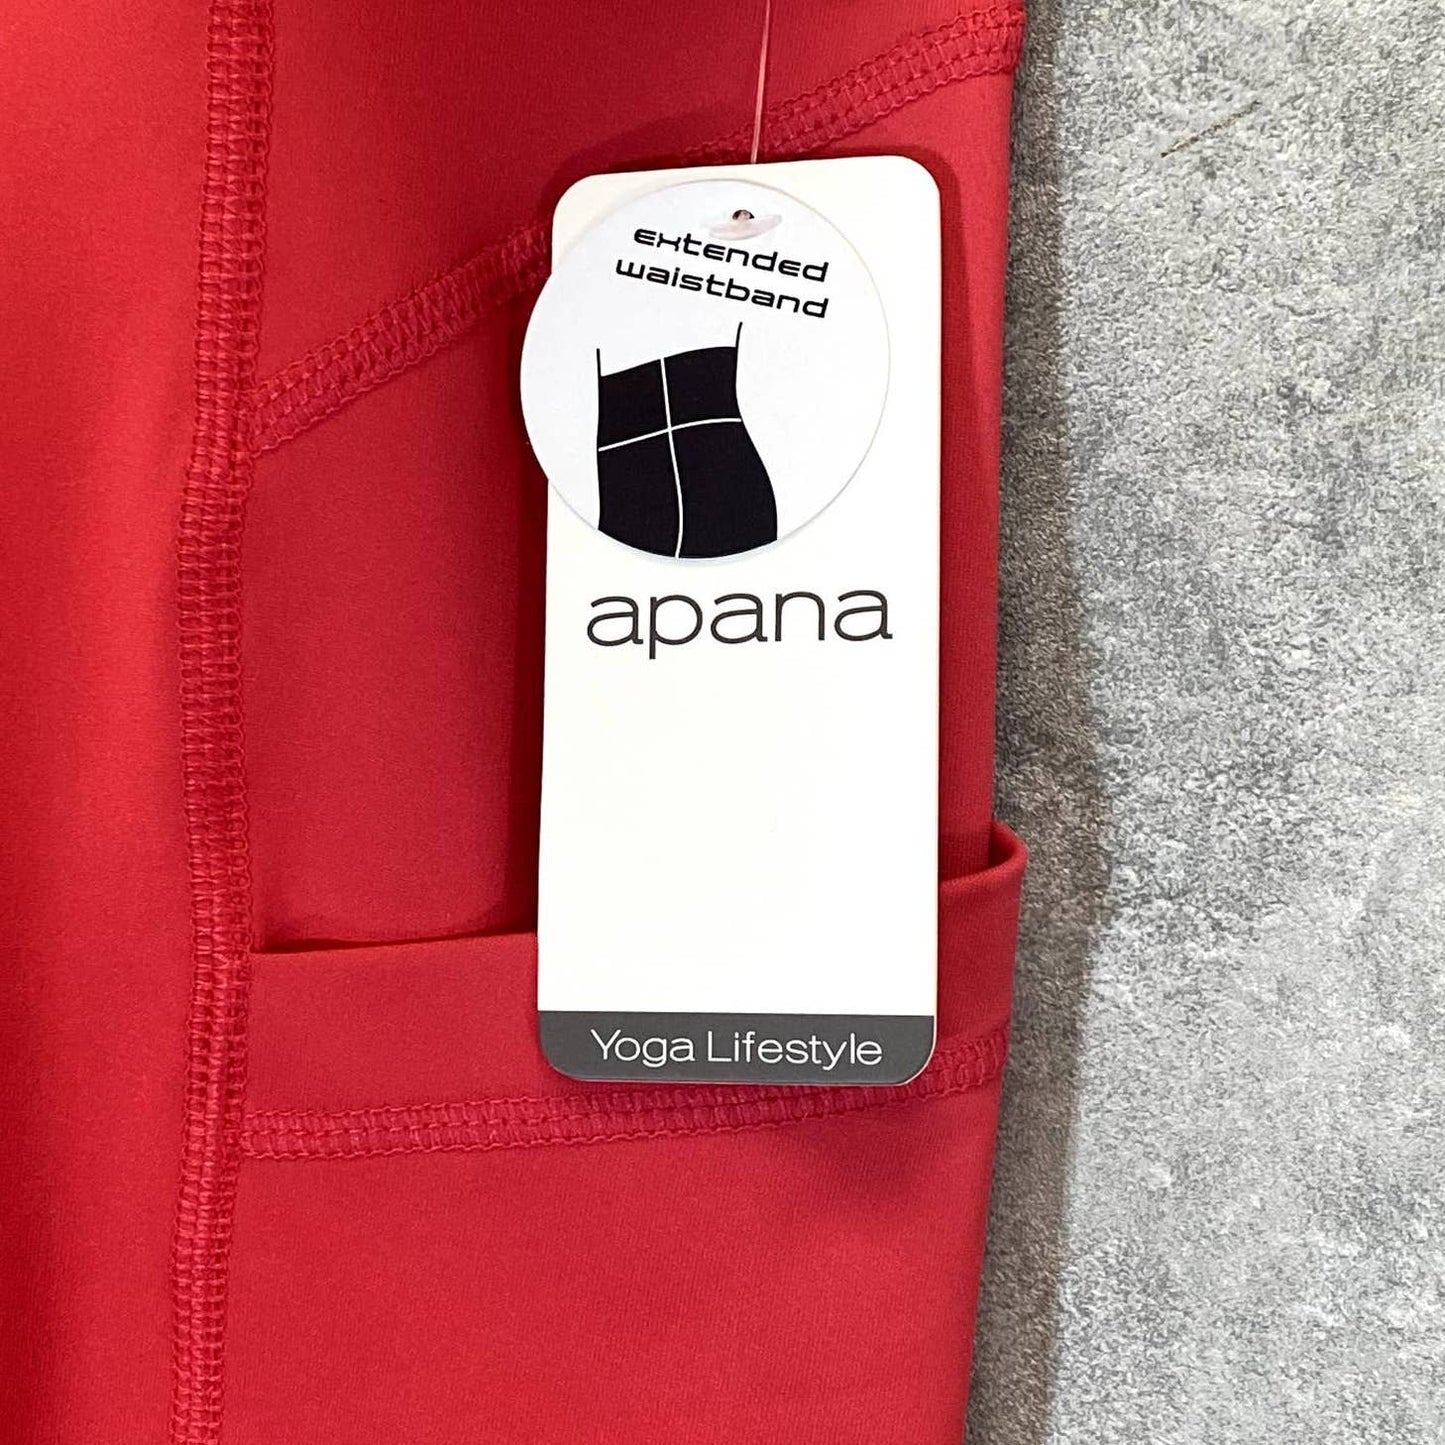 extended
waistband
apana
Yoga Lifestyle